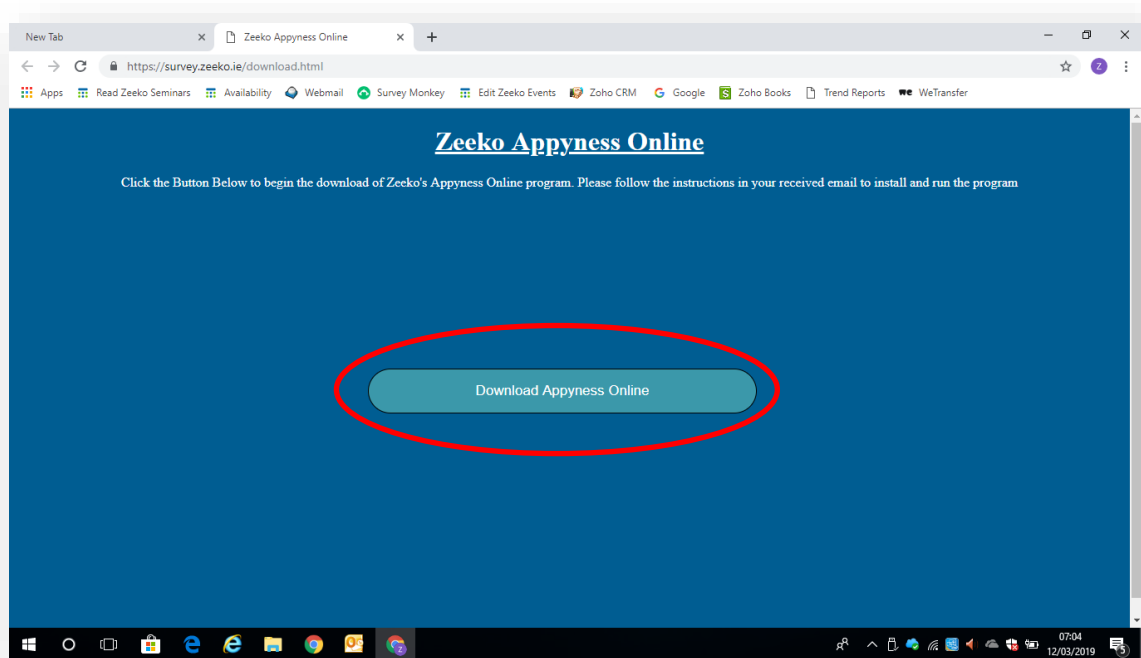 New Tab
Zeeko Appyness Online
https://survey.zeeko.ie/download.html
Z
Apps Read Zeeko Seminars Availability Webmail Survey Monkey Edit Zeeko Events Zoho CRM Google Zoho Books Trend Reports we WeTransfer
Zeeko Appyness Online
Click the Button Below to begin the download of Zeeko's Appyness Online program. Please follow the instructions in your received email to install and run the program
Download Appyness Online
07:04
12/03/2019
5